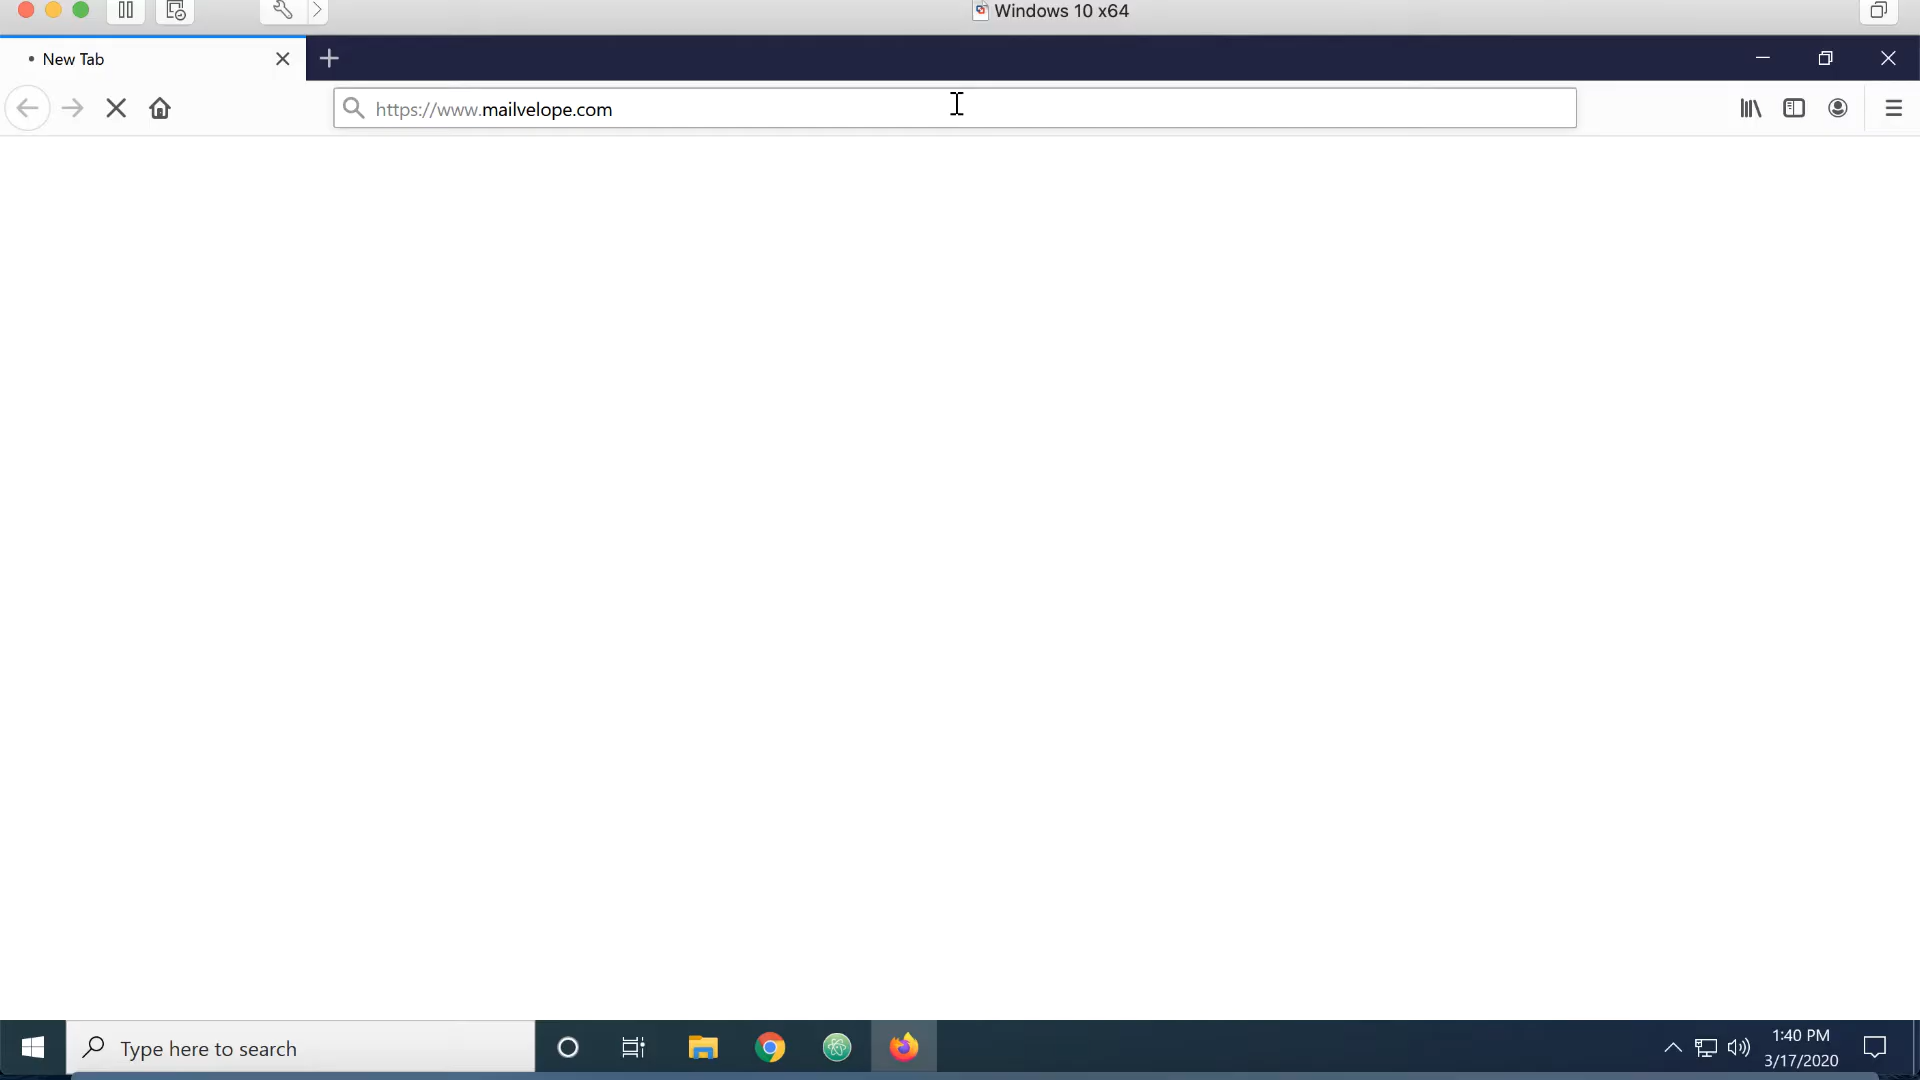 Windows 10 x64
New Tab
https://www.mailvelope.com
Type here to search
1:40 PM
3/17/2020